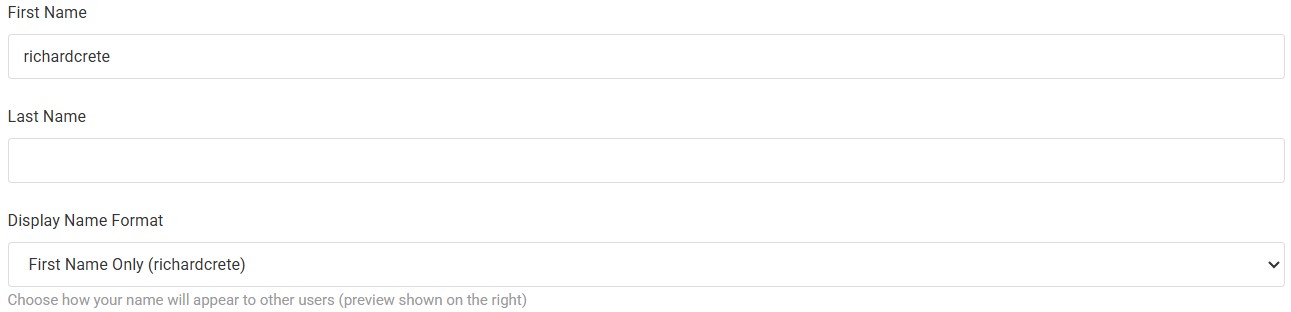 First Name
richardcrete
Last Name
Display Name Format
First Name Only (richardcrete)
Choose how your name will appear to other users (preview shown on the right)